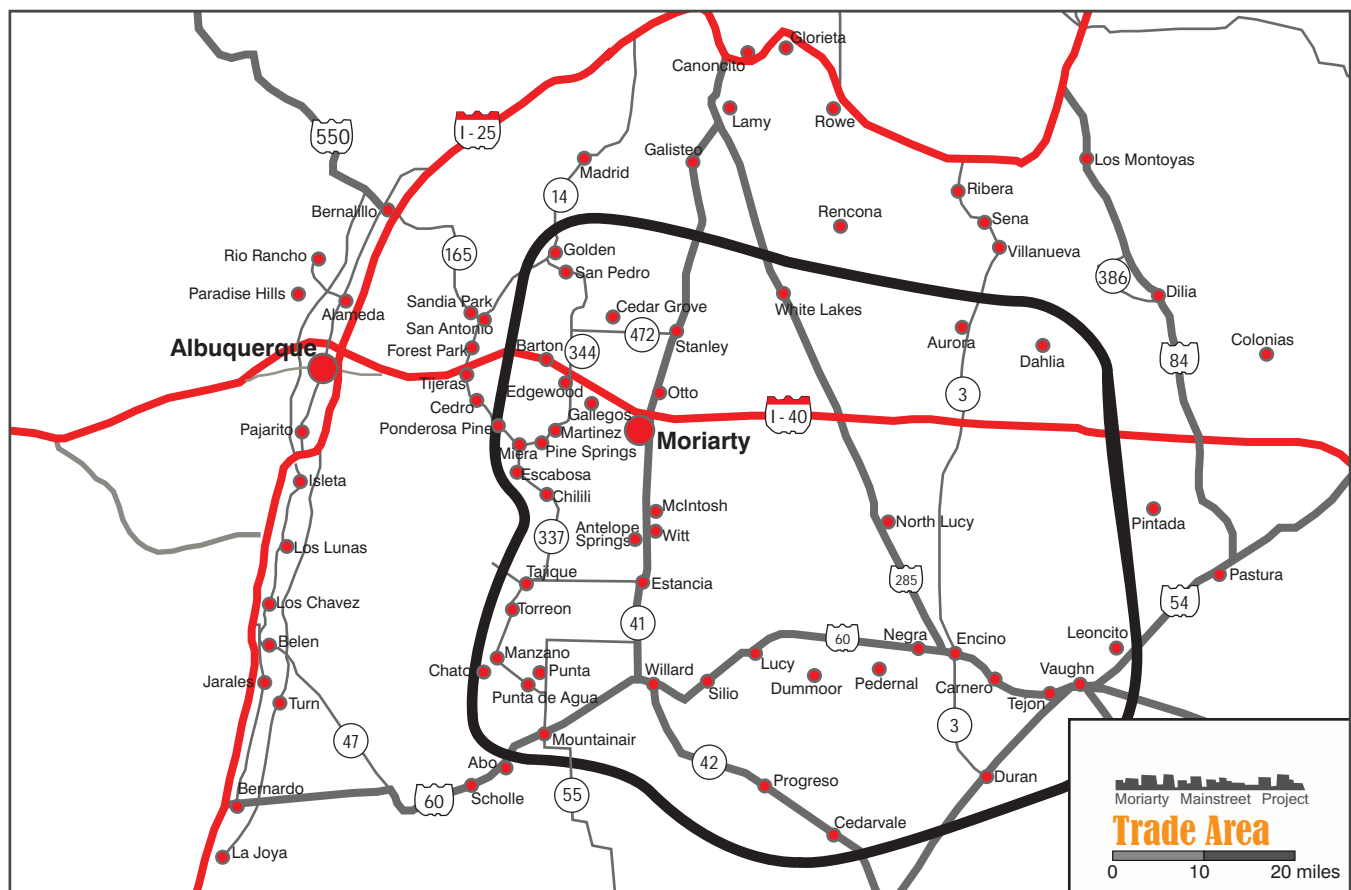 Glorieta
Canoncito
I - 25
550
Lamy
Rowe
Galisteo
Madrid
Los Montoyas
14
Ribera
Bernalillo
Rencona
Sena
165
Golden
Villanueva
Rio Rancho
San Pedro
386
Paradise Hills
Sandia Park
Cedar Grove
White Lakes
Dilia
Alameda
San Antonio
472
Aurora
Colonias
Albuquerque
Forest Park
Barton
344
Stanley
Dahlia
84
Tijeras
Edgewood
Otto
3
Cedro
Gallegos
I - 40
Pajarito
Ponderosa Pine
Martinez
Moriarty
Miera
Pine Springs
Isleta
Escabosa
Chilili
McIntosh
Pintada
337
Antelope
Springs
Witt
North Lucy
Los Lunas
Tajique
Estancia
285
Pastura
Los Chavez
Torreon
41
54
Belen
Negra
Encino
Leoncito
60
Manzano
Lucy
Chato
Punta
Willard
Vaughn
Jarales
Punta de Agua
Silio
Dummoor
Pedernal
Carnero
Tejon
Turn
47
Mountainair
3
Abo
42
Bernardo
Scholle
Progreso
Duran
60
55
Cedarvale
La Joya
Moriarty Mainstreet Project
Trade Area
0 10 20 miles